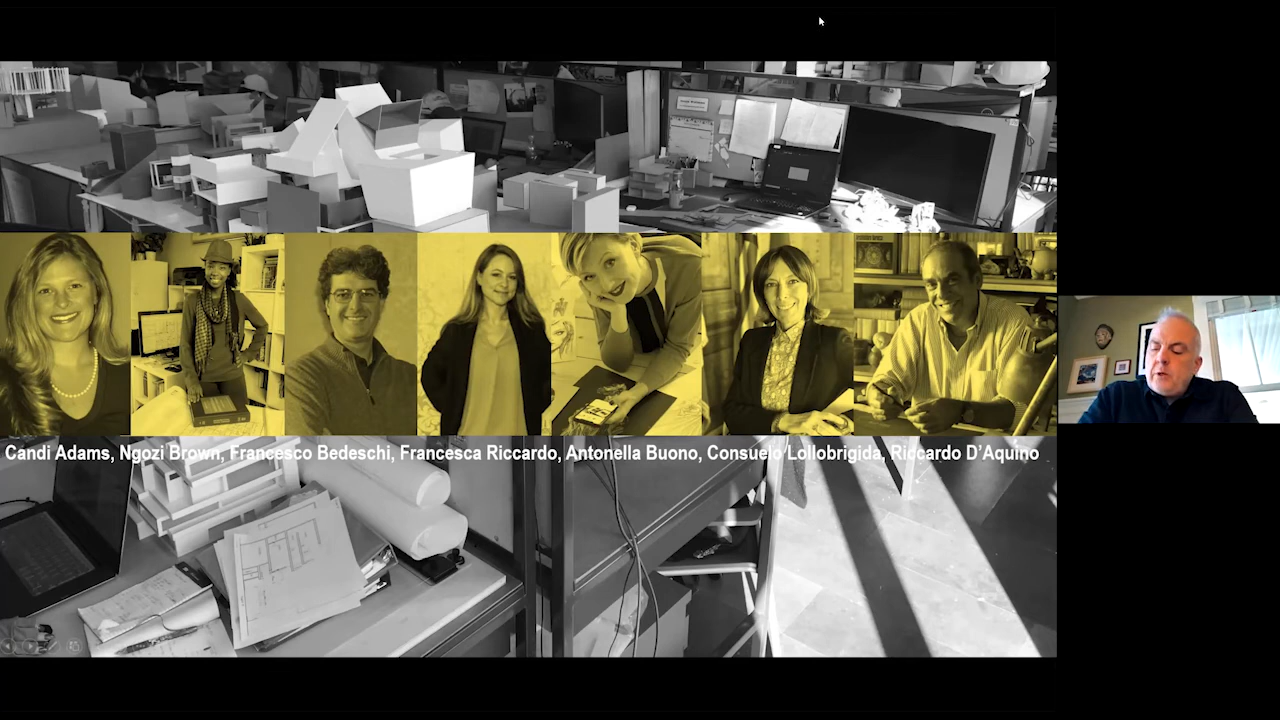 Candi Adams, Ngozi Brown, Francesco Bedeschi, Francesca Riccardo, Antonella Buono, Consuelo Lollobrigida, Riccardo D’Aquino